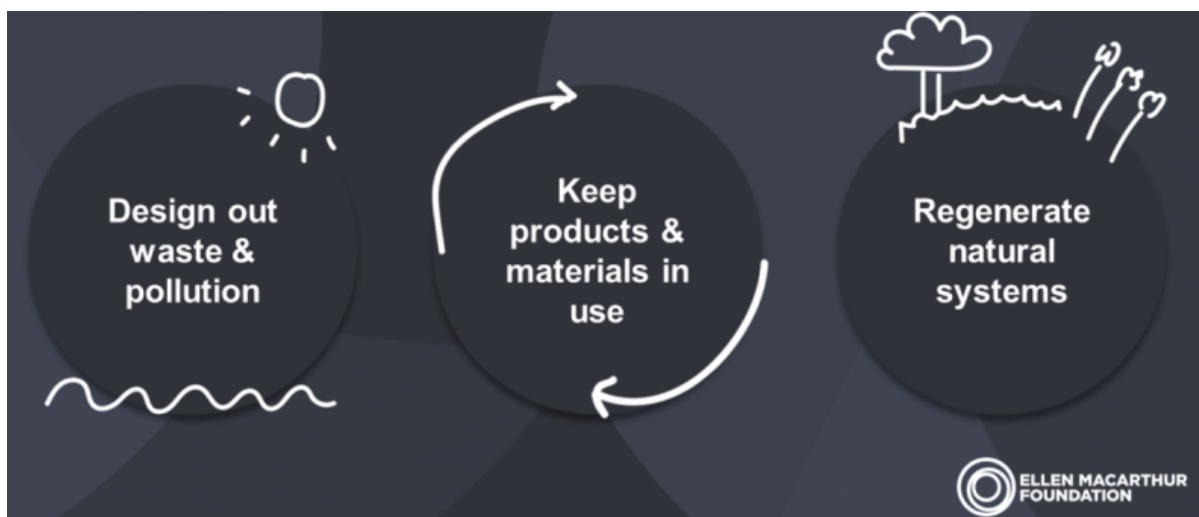 Design out
waste &
pollution
Keep
products &
materials in
use
Regenerate
natural
systems
ELLEN MACARTHUR
FOUNDATION